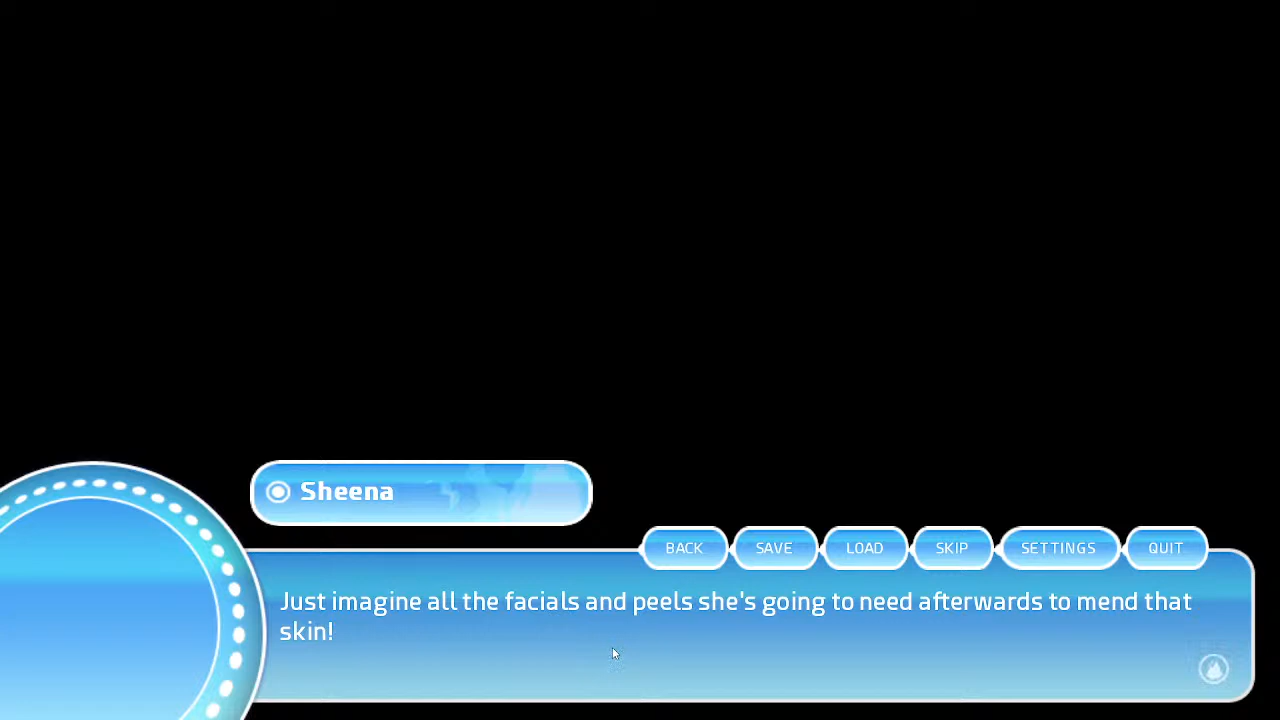 Sheena
BACK SAVE LOAD SKIP SETTINGS QUIT
Just imagine all the facials and peels she's going to need afterwards to mend that
skin!